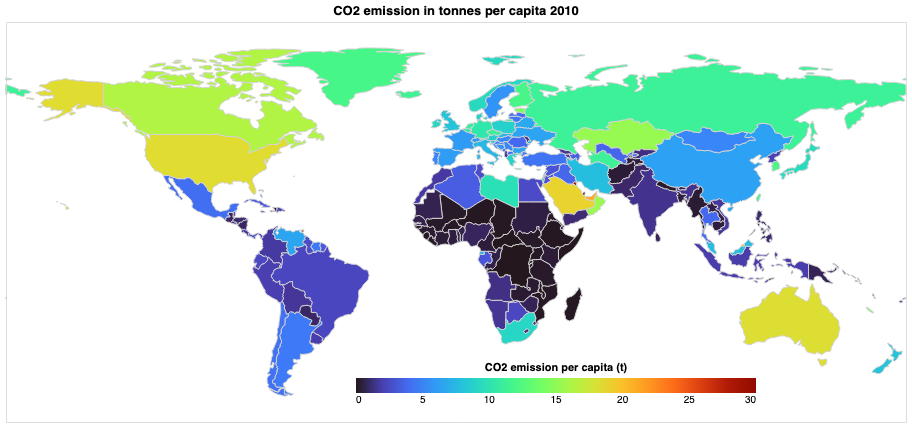 CO2 emission in tonnes per capita 2010
CO2 emission per capita (t)
0 5 10 15 20 25 30